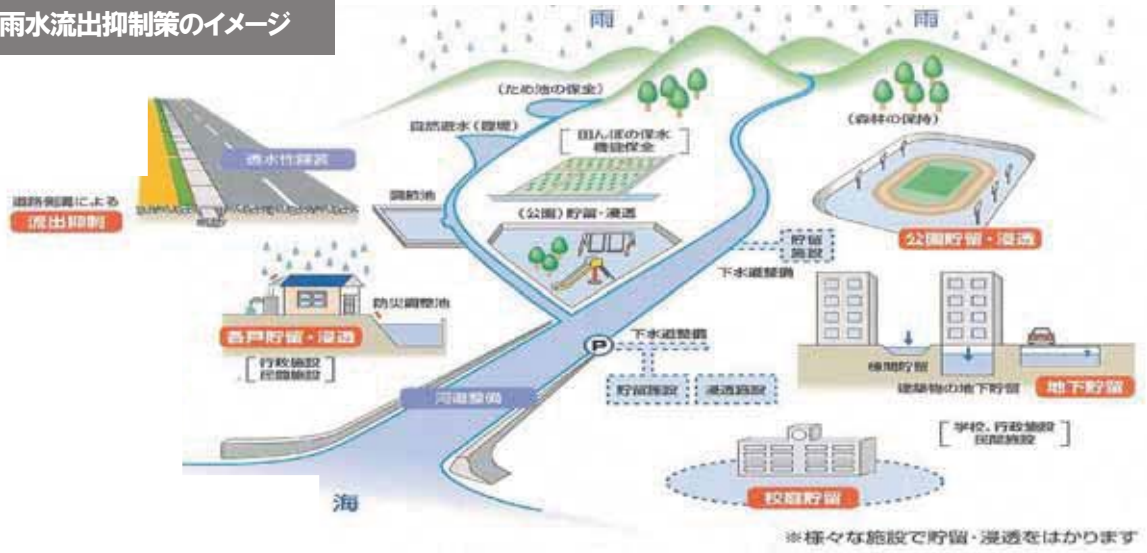 雨水流出抑制策のイメージ
雨
雨
(ため池の保全)
自然遊水(霞堤)
田んぼの保水
機能保全
(森林の保持)
透水性舗装
道路側溝による
流出抑制
調節池
(公園)貯留・浸透
公園貯留・浸透
貯留
施設
下水道整備
防災調整池
各戸貯留・浸透
行政施設
民間施設
P
下水道整備
貯留施設
浸透施設
棟間貯留
建築物の地下貯留
地下貯留
河道整備
学校、行政施設
民間施設
校庭貯留
海
※様々な施設で貯留・浸透をはかります